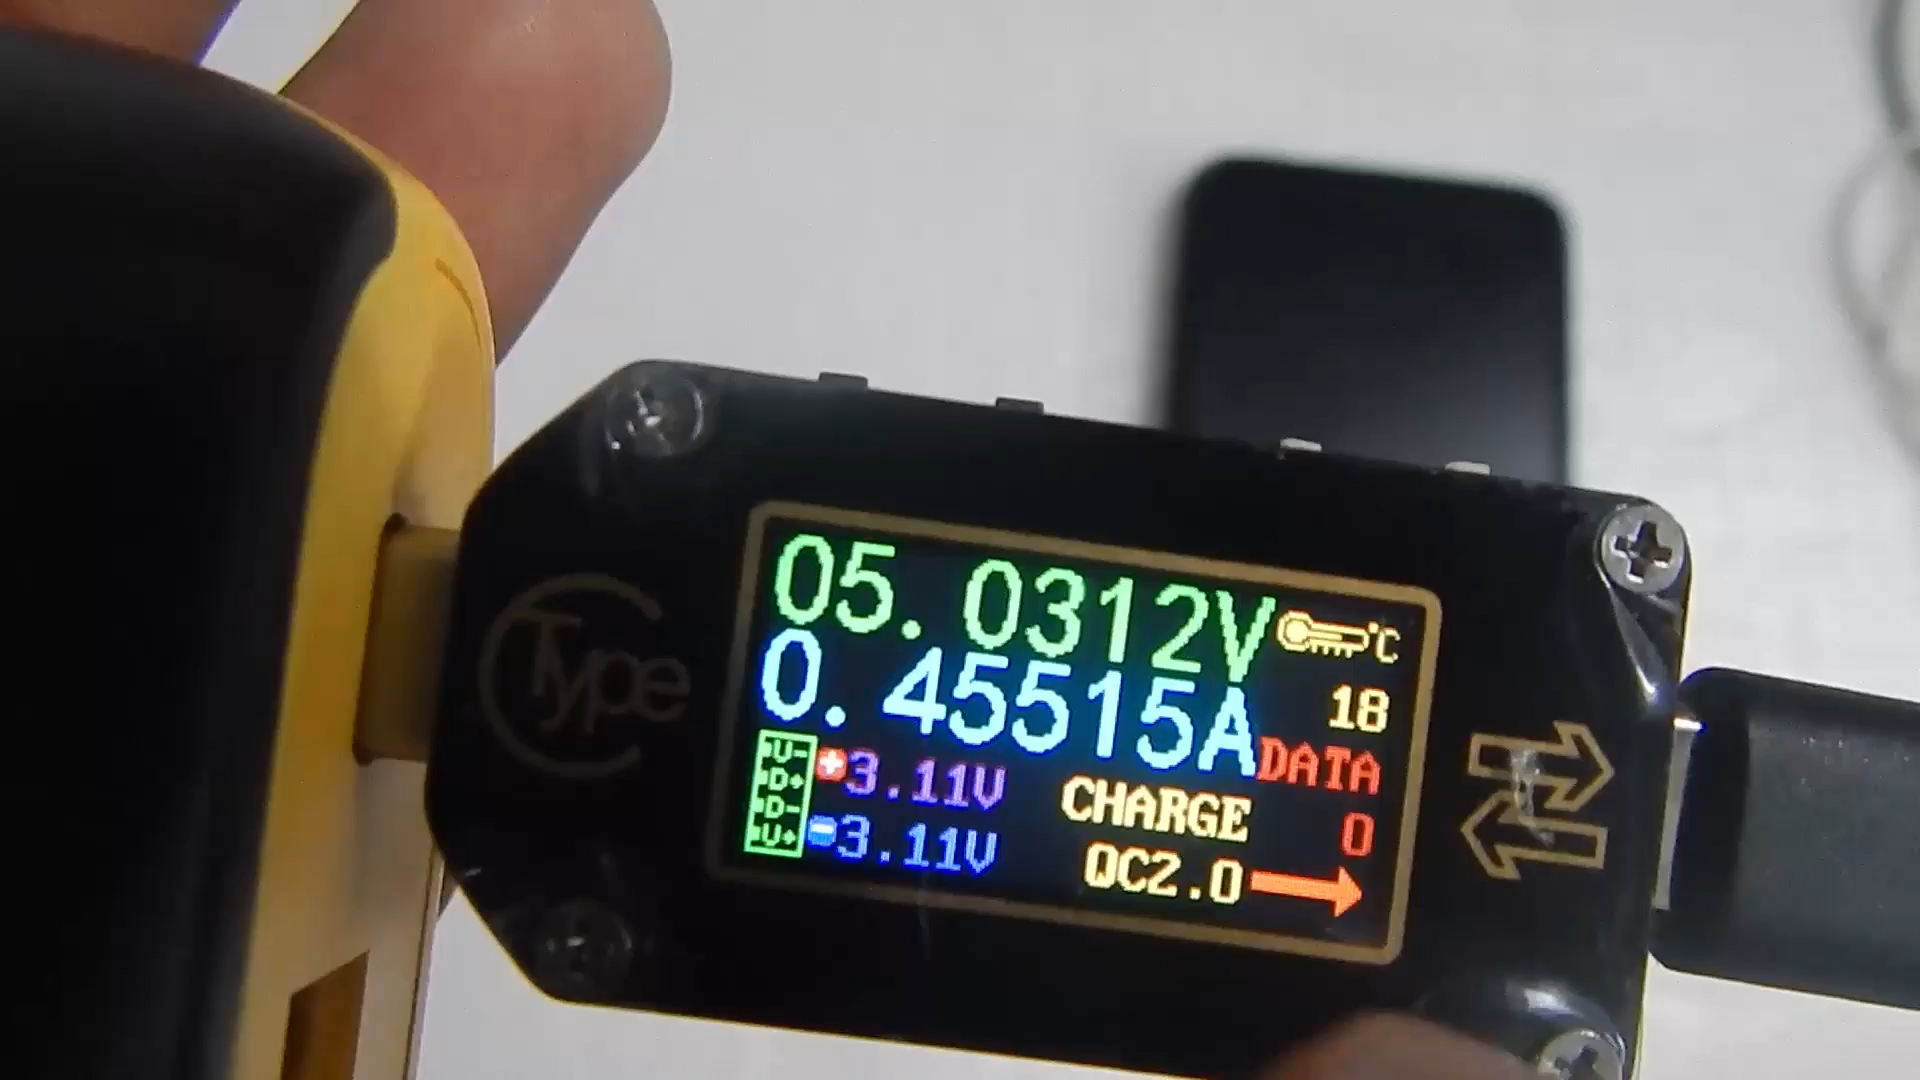 Type
05.0312V
°C
0.45515A
18
U-
D+
D-
U+
+3.11V
-3.11V
CHARGE
QC2.0
DATA
0